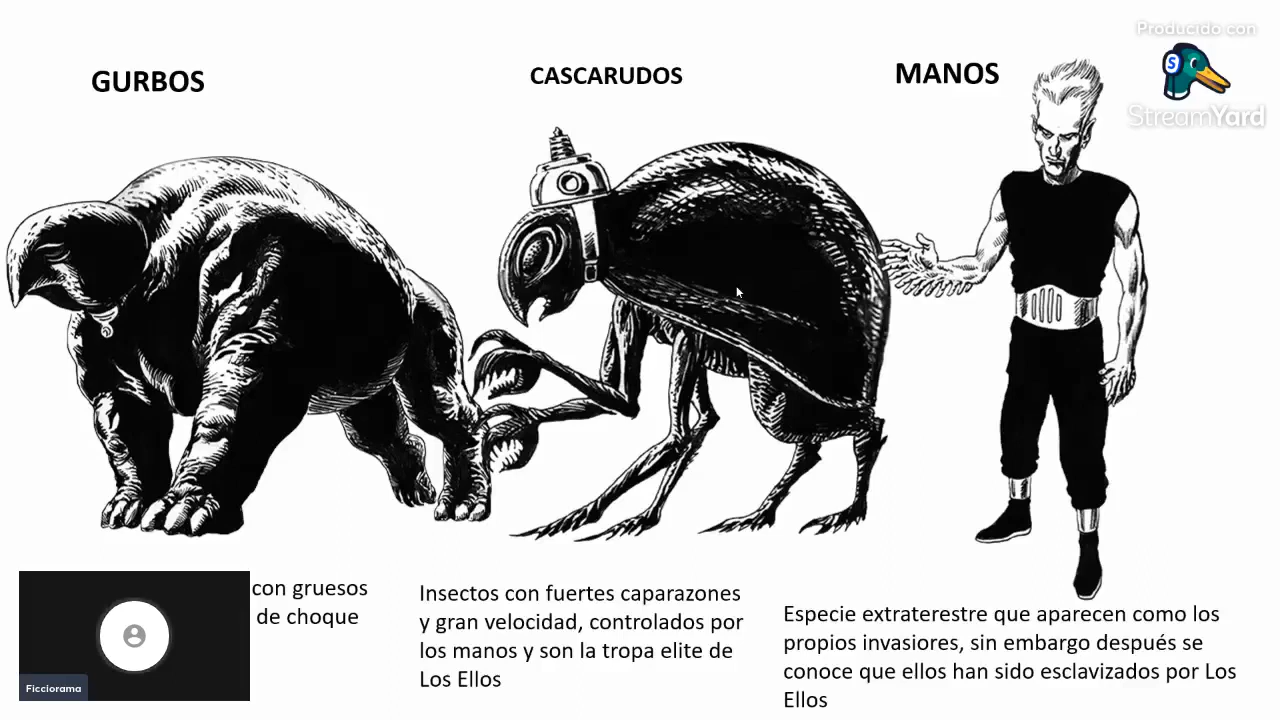 Producido con
StreamYard
GURBOS
CASCARUDOS
MANOS
con gruesos
de choque
Insectos con fuertes caparazones
y gran velocidad, controlados por
los manos y son la tropa elite de
Los Ellos
Especie extraterestre que aparecen como los
propios invasiores, sin embargo después se
conoce que ellos han sido esclavizados por Los
Ellos
Ficciorama